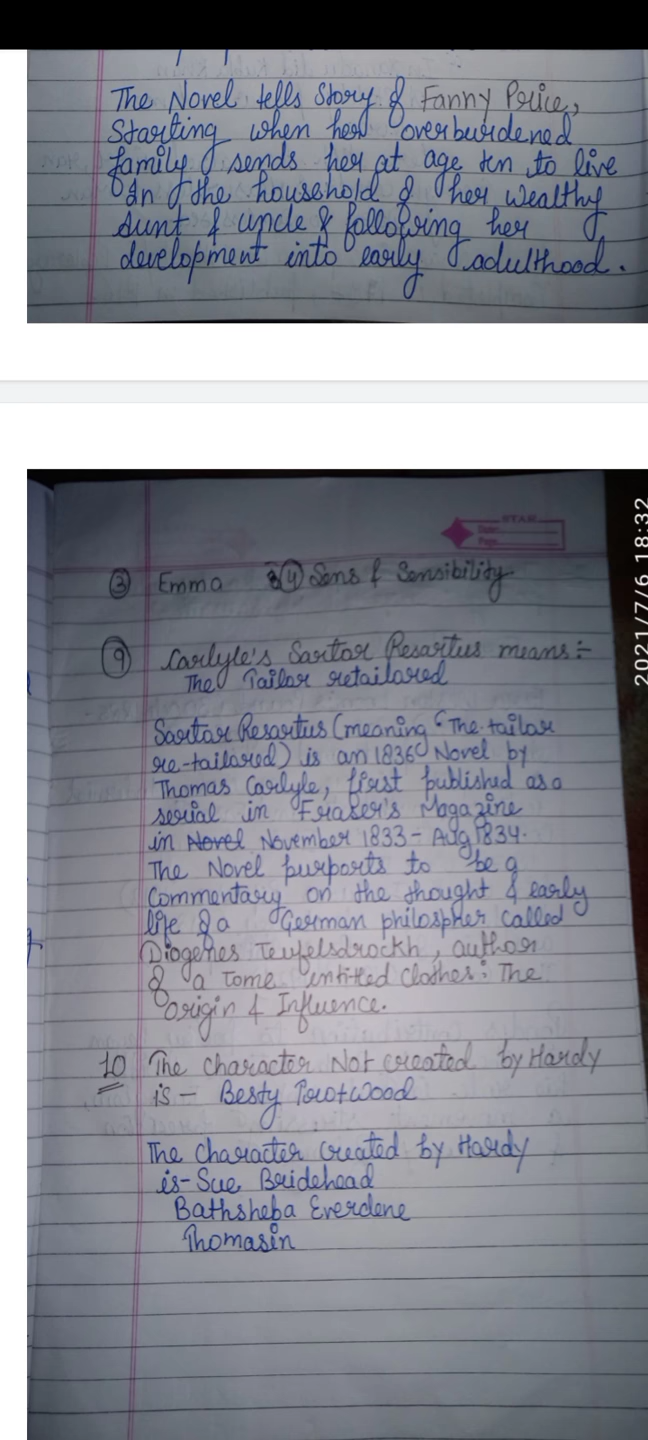 The Novel tells Story of Fanny Price,
Starting when her overburdened
family sends her at age ten to live
in the household of her wealthy
Aunt & uncle & following her
development into early adulthood.
STAR
Date:
Page:
③ Emma ④ Sens & Sensibility
⑨ Carlyle's Sartor Resartus means:-
The Tailor retailored
Sartor Resartus (meaning "The tailor
re-tailored) is an 1836 Novel by
Thomas Carlyle, first published as a
serial in Fraser's Magazine
in Novel November 1833 - Aug 1834.
The Novel purports to be a
Commentary on the thought & early
life of a German philospher called
Diogenes Teufelsdrockh, author
of a Tome entitled Clothes: The
origin & Influence.
10 The character Not created by Hardy
is - Besty Trotwood
The character created by Hardy
is - Sue Bridehead
Bathsheba Everdene
Thomasin
2021/7/6 18:32